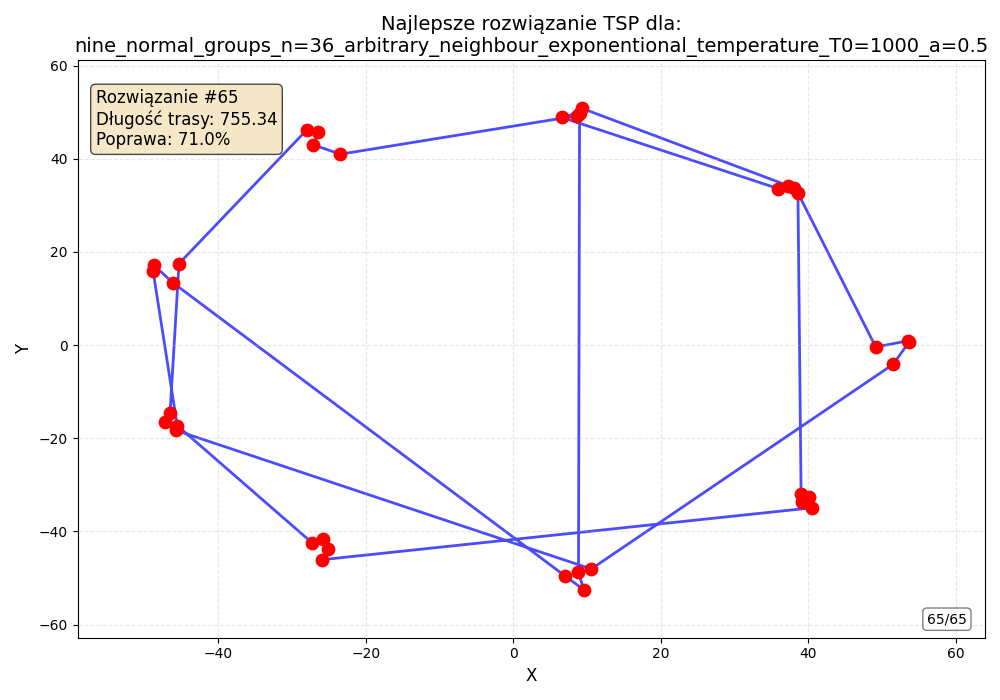 Najlepsze rozwiązanie TSP dla:
nine_normal_groups_n=36_arbitrary_neighbour_exponential_temperature_T0=1000_a=0.5
Rozwiązanie #65
Długość trasy: 755.34
Poprawa: 71.0%
60
40
20
0
−20
−40
−60
Y
65/65
−40
−20
0
20
40
60
X